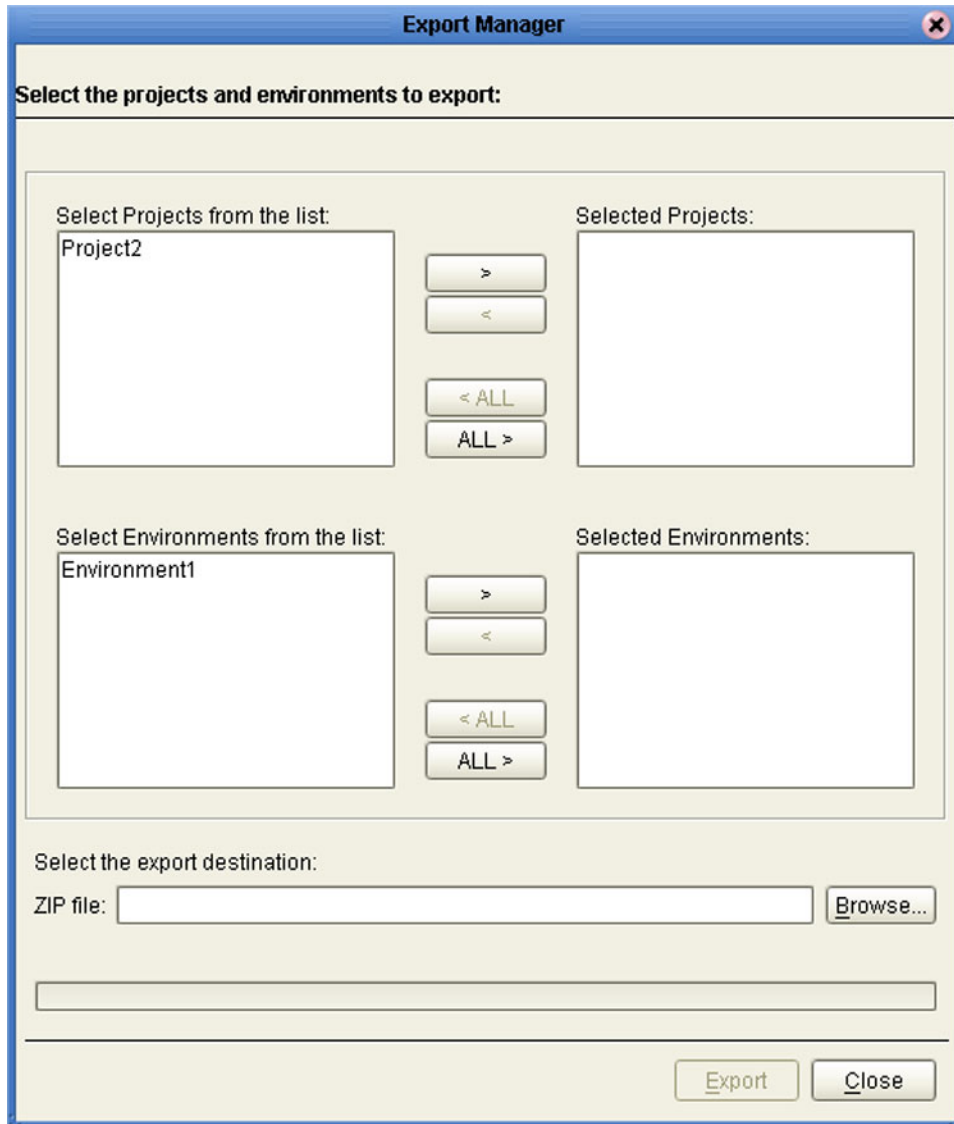 Export Manager
Select the projects and environments to export:
Select Projects from the list:
Selected Projects:
Project2
>
<
< ALL
ALL >
Select Environments from the list:
Selected Environments:
Environment1
>
<
< ALL
ALL >
Select the export destination:
ZIP file:
Browse...
Export
Close